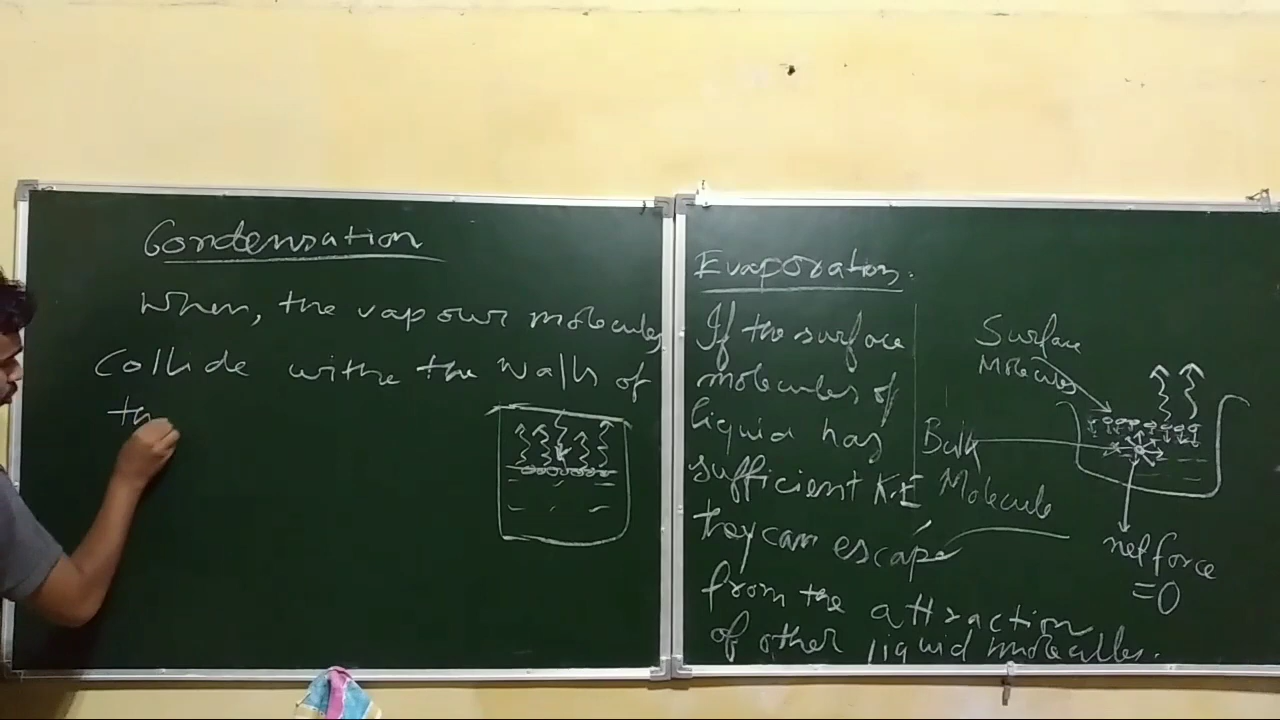 Condensation
When, the vapour molecules
Collide withe the walls of
th
Evaporation.
If the surface
molecules of
liquid has
sufficient K.E
they can escape
from the attraction
of other liquid molecules.
Surface
Molecules
Bulk
Molecule
net force
=0